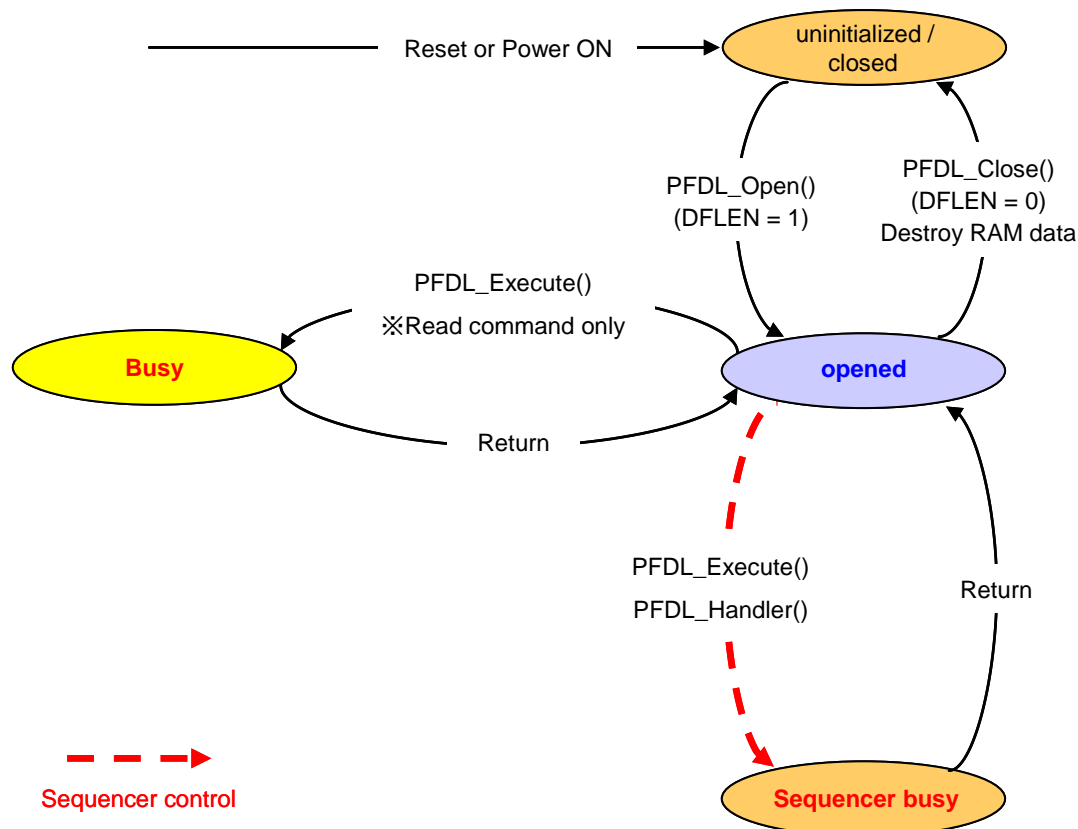 Reset or Power ON
uninitialized /
closed
PFDL_Open()
(DFLEN = 1)
PFDL_Close()
(DFLEN = 0)
Destroy RAM data
PFDL_Execute()
※Read command only
Busy
opened
Return
PFDL_Execute()
PFDL_Handler()
Return
Sequencer control
Sequencer busy